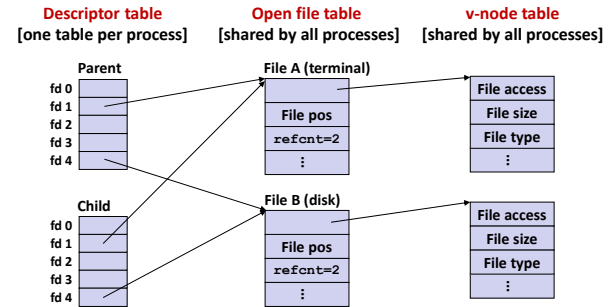 Descriptor table
[one table per process]
Open file table
[shared by all processes]
v-node table
[shared by all processes]
Parent
fd 0
fd 1
fd 2
fd 3
fd 4
File A (terminal)
File pos
refcnt=2
⋮
File access
File size
File type
⋮
Child
fd 0
fd 1
fd 2
fd 3
fd 4
File B (disk)
File pos
refcnt=2
⋮
File access
File size
File type
⋮